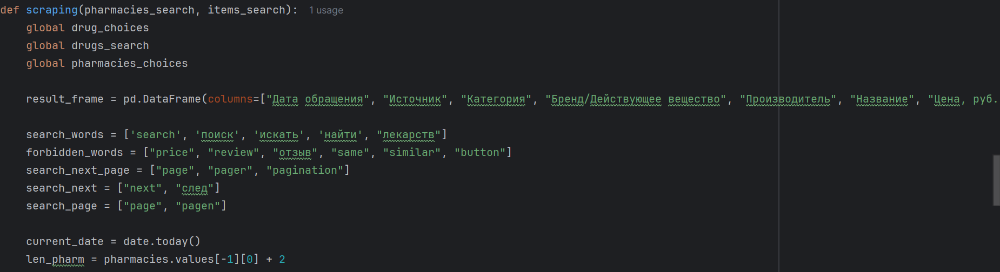 def scraping(pharmacies_search, items_search): 1 usage
    global drug_choices
    global drugs_search
    global pharmacies_choices
    result_frame = pd.DataFrame(columns=["Дата обращения", "Источник", "Категория", "Бренд/Действующее вещество", "Производитель", "Название", "Цена, руб.
    search_words = ['search', 'поиск', 'искать', 'найти', "лекарств"]
    forbidden_words = ["price", "review", "отзыв", "same", "similar", "button"]
    search_next_page = ["page", "pager", "pagination"]
    search_next = ["next", "след"]
    search_page = ["page", "pagen"]
    current_date = date.today()
    len_pharm = pharmacies.values[-1][0] + 2